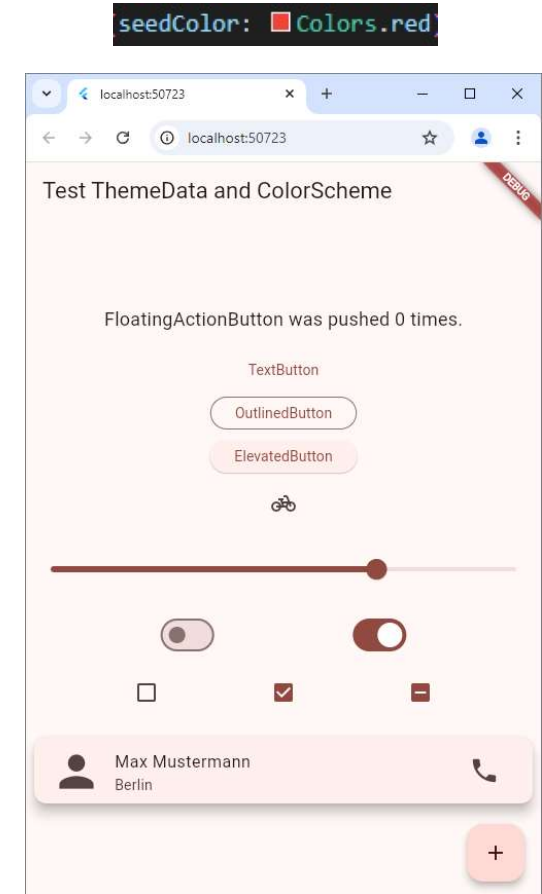 (seedColor: Colors.red)
localhost:50723
localhost:50723
Test ThemeData and ColorScheme
DEBUG
FloatingActionButton was pushed 0 times.
TextButton
OutlinedButton
ElevatedButton
Max Mustermann
Berlin